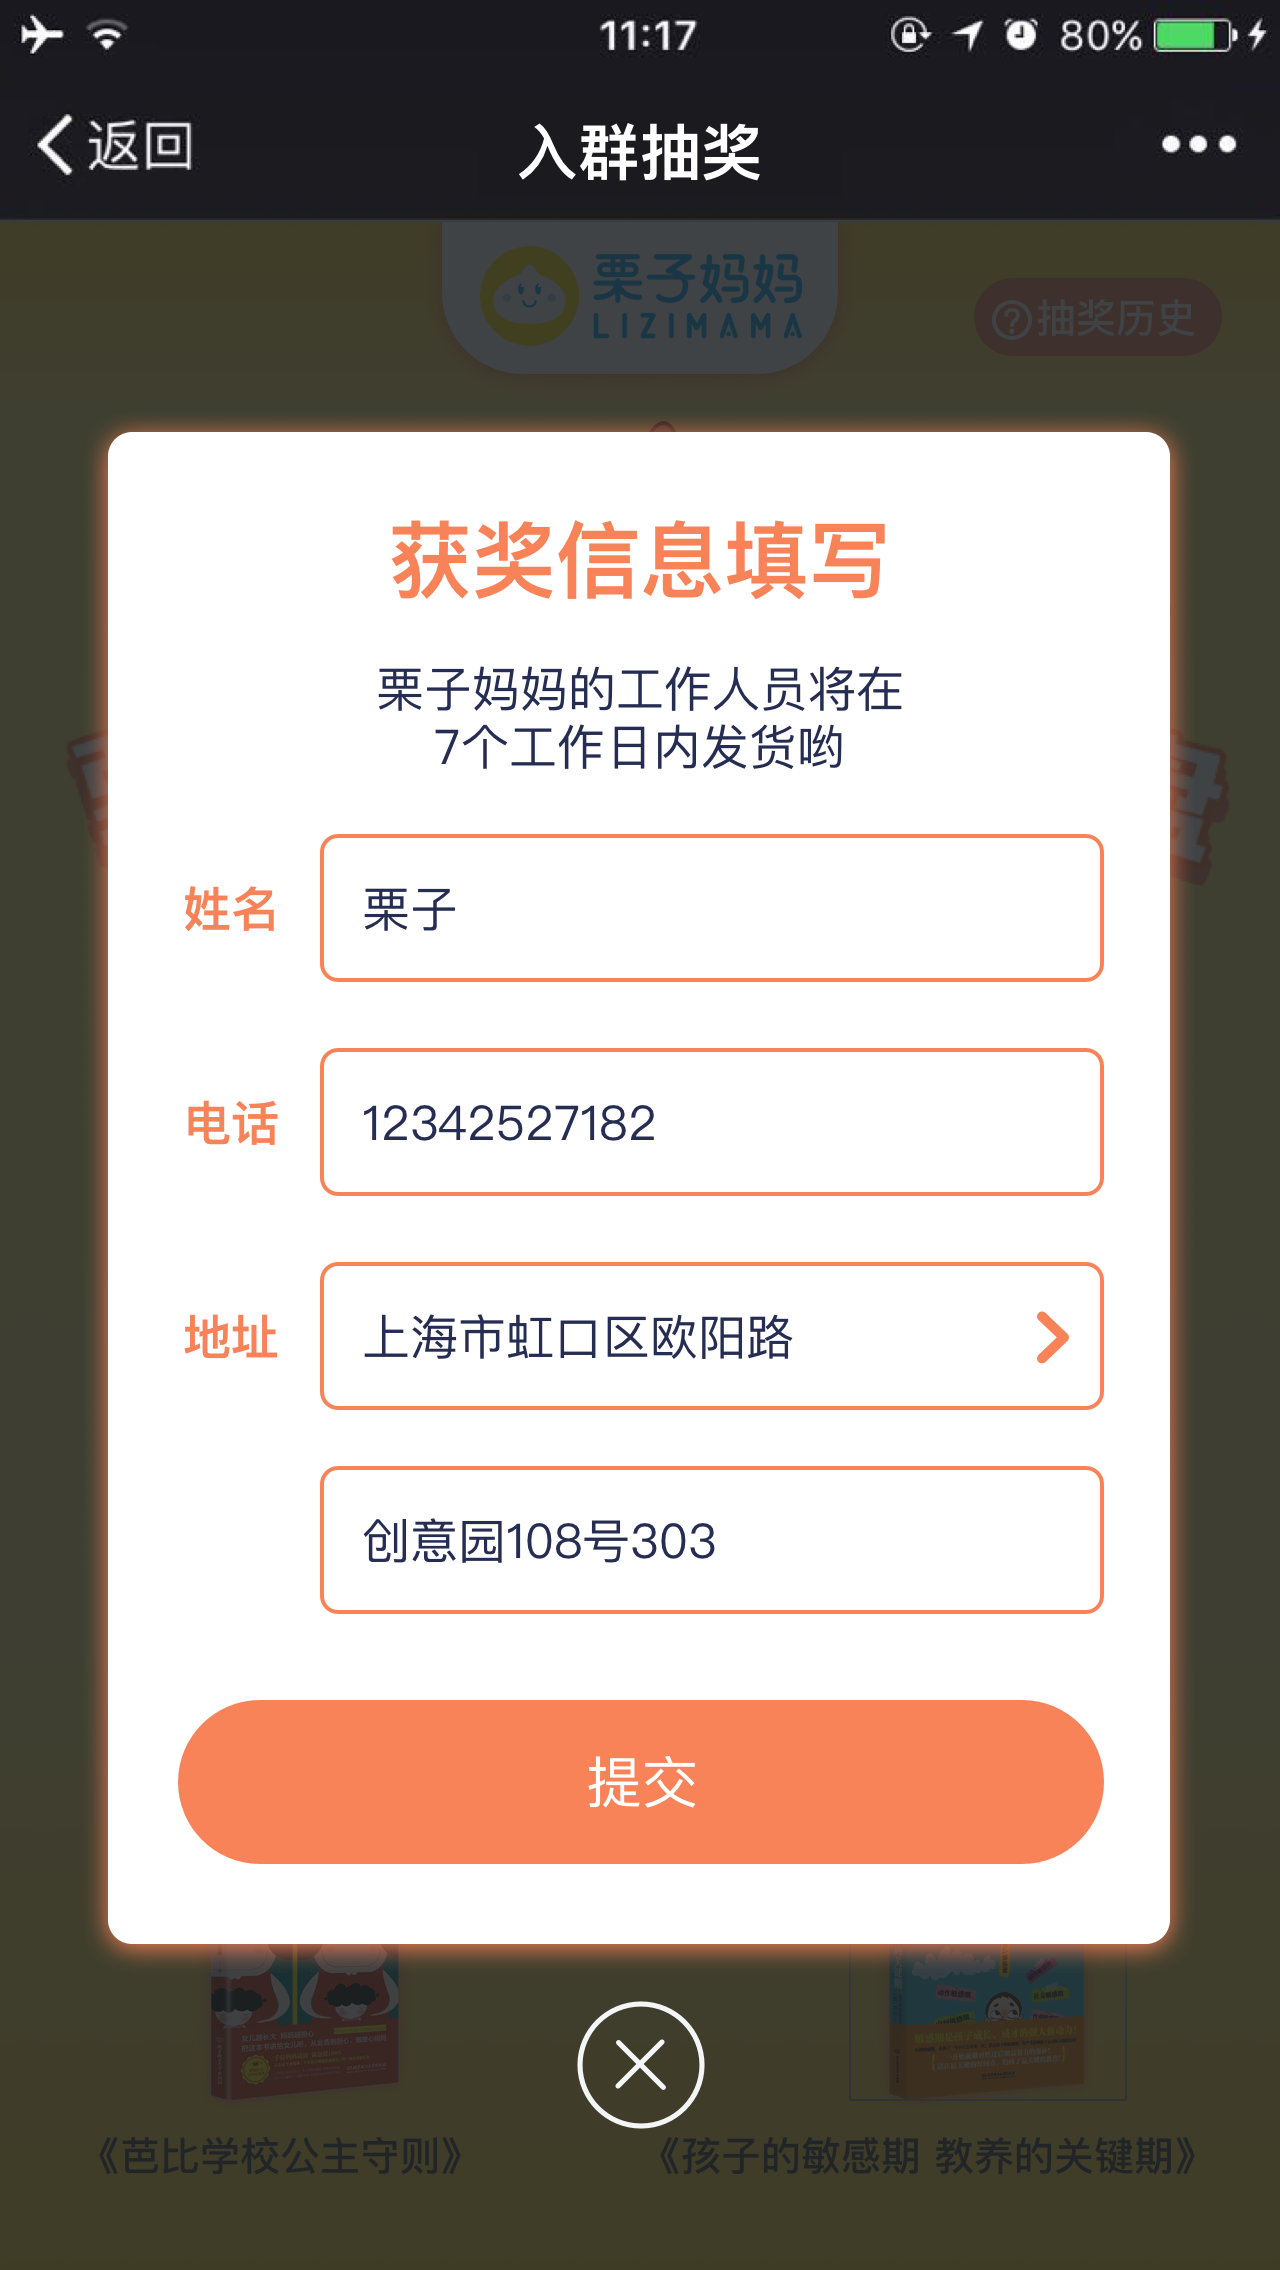 11:17
80%
返回
入群抽奖
栗子妈妈
LIZIMAMA
抽奖历史
获奖信息填写
栗子妈妈的工作人员将在
7个工作日内发货哟
姓名
栗子
电话
12342527182
地址
上海市虹口区欧阳路
创意园108号303
提交
《芭比学校公主守则》
《孩子的敏感期 教养的关键期》